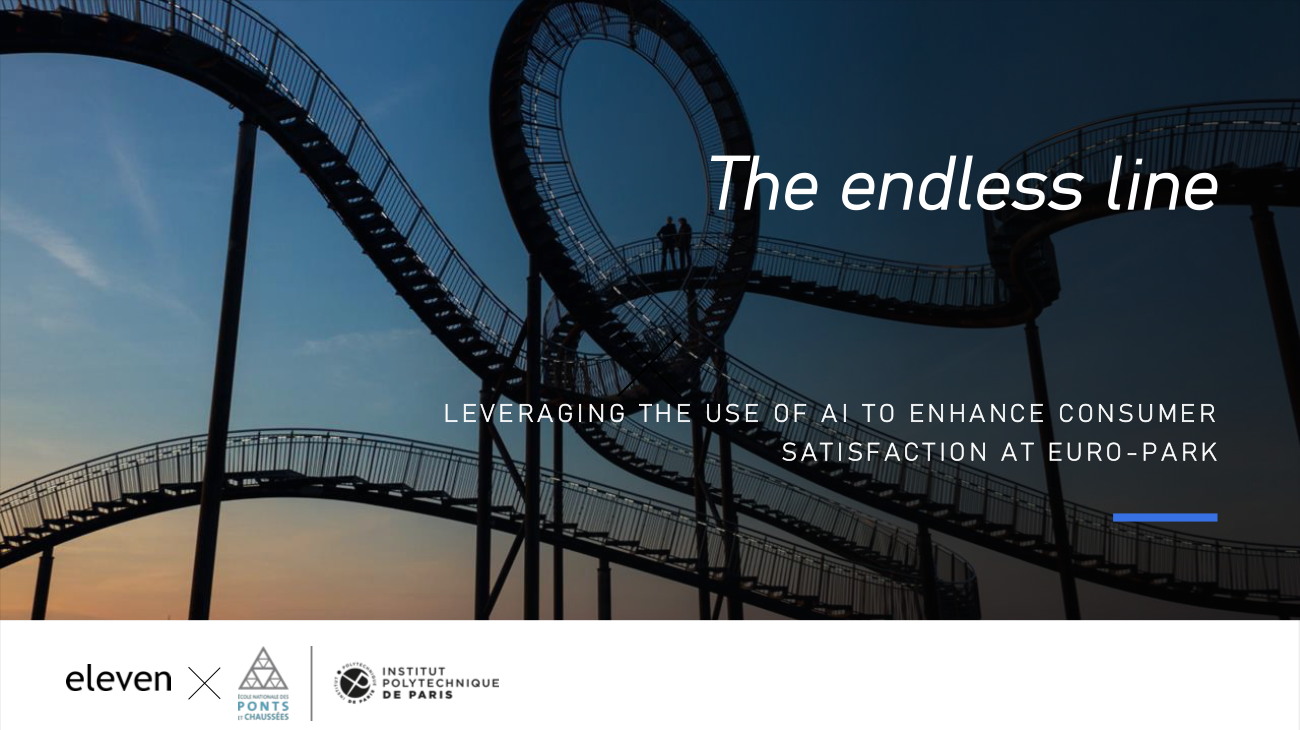 The endless line
LEVERAGING THE USE OF AI TO ENHANCE CONSUMER
SATISFACTION AT EURO-PARK
eleven
ÉCOLE NATIONALE DES
PONTS
ET CHAUSSÉES
INSTITUT
POLYTECHNIQUE
DE PARIS